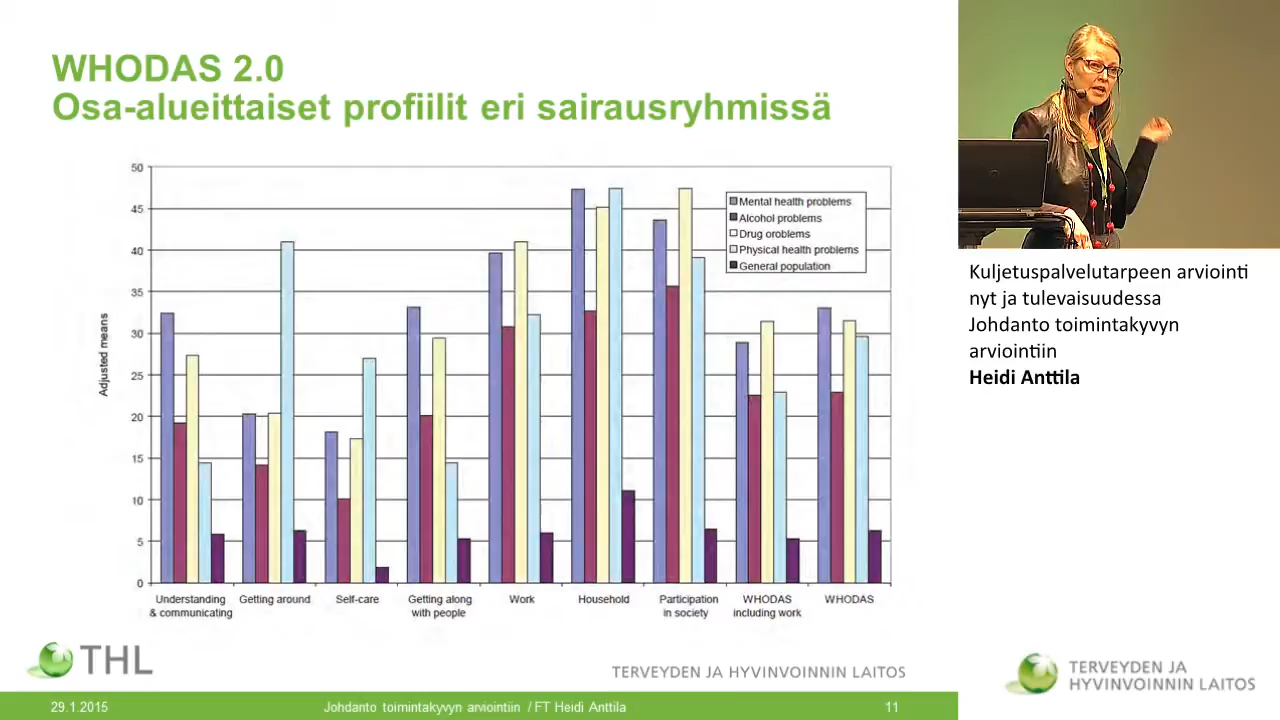 WHODAS 2.0
Osa-alueittaiset profiilit eri sairausryhmissä
50
45
40
35
30
25
20
15
10
5
0
Adjusted means
Mental health problems
Alcohol problems
Drug oroblems
Physical health problems
General population
Understanding
& communicating
Getting around
Self-care
Getting along
with people
Work
Household
Participation
in society
WHODAS
including work
WHODAS
THL
TERVEYDEN JA HYVINVOINNIN LAITOS
29.1.2015
Johdanto toimintakyvyn arviointiin / FT Heidi Anttila
11
Kuljetuspalvelutarpeen arviointi
nyt ja tulevaisuudessa
Johdanto toimintakyvyn
arviointiin
Heidi Anttila
TERVEYDEN JA
HYVINVOINNIN LAITOS